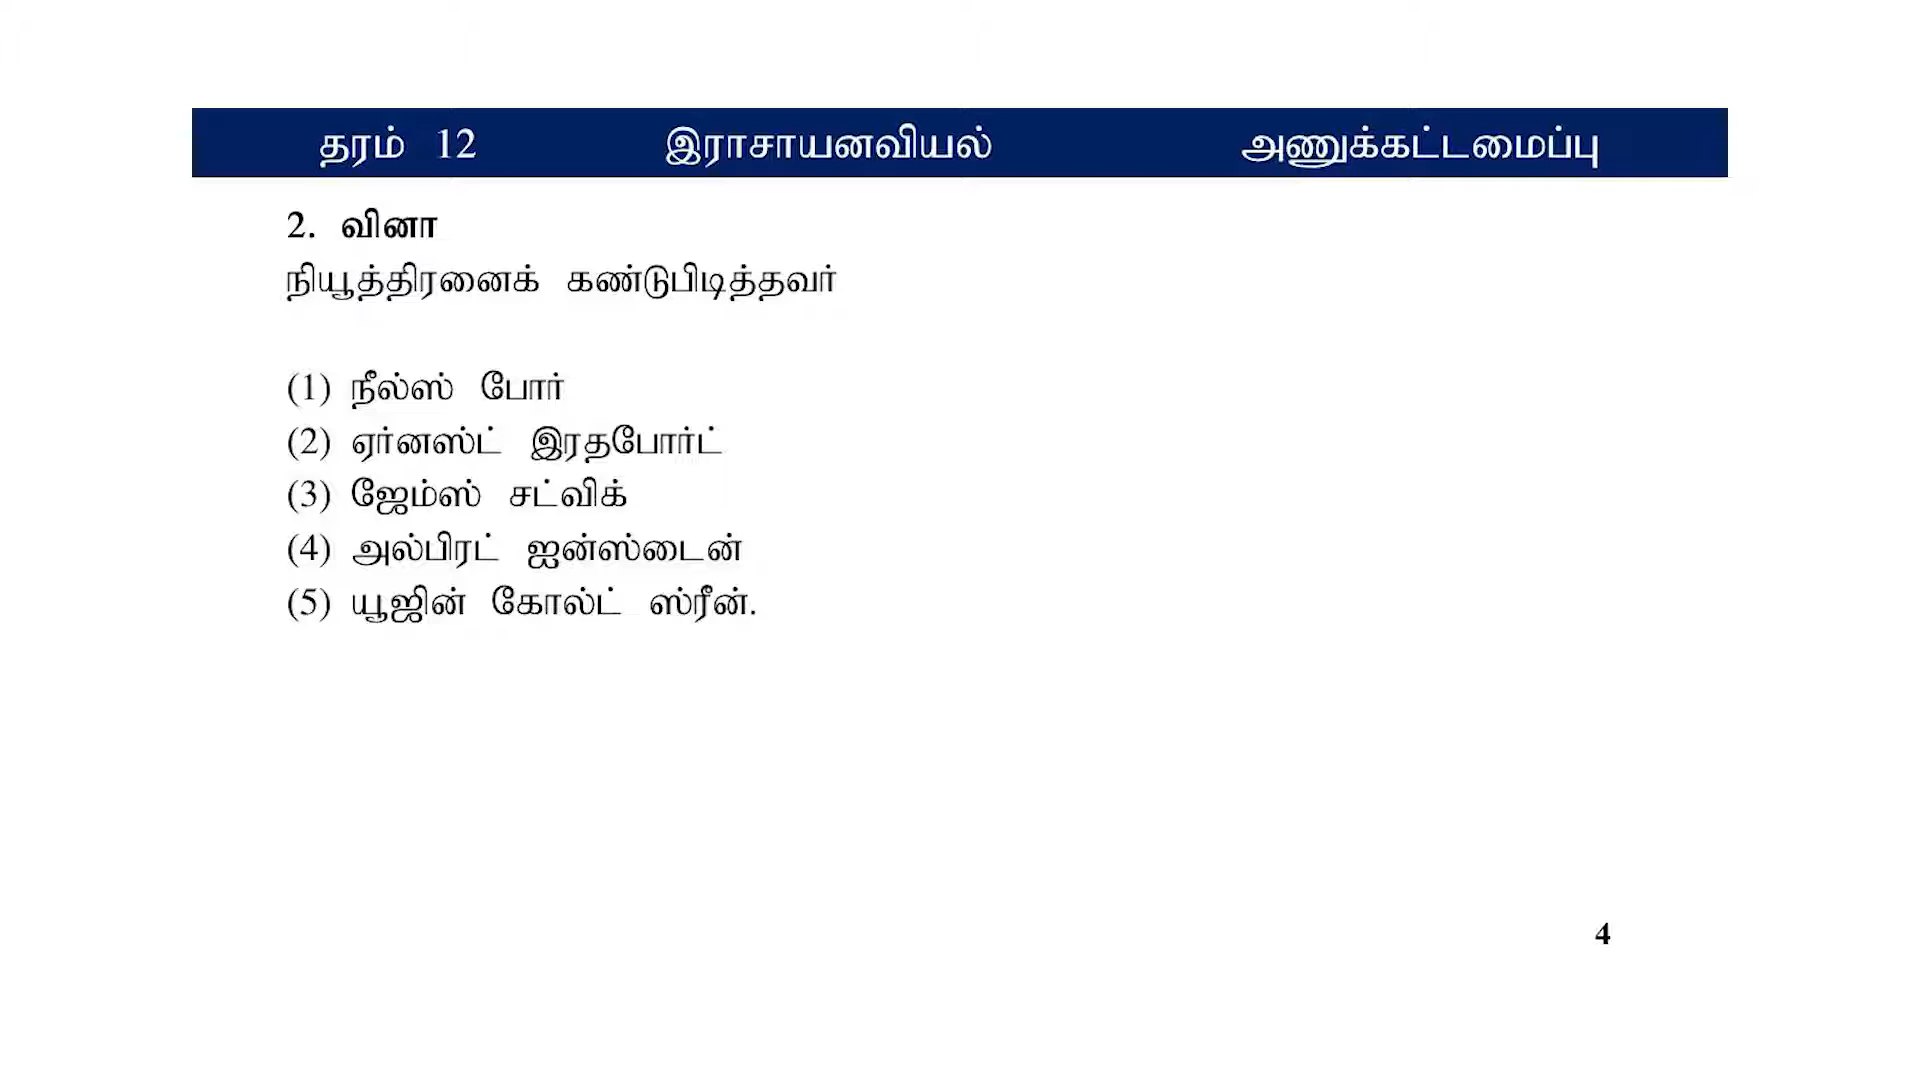 தரம் 12 இராசாயனவியல் அணுக்கட்டமைப்பு
2. வினா
நியூத்திரனைக் கண்டுபிடித்தவர்
(1) நீல்ஸ் போர்
(2) ஏர்னஸ்ட் இரதபோர்ட்
(3) ஜேம்ஸ் சட்விக்
(4) அல்பிரட் ஐன்ஸ்டைன்
(5) யூஜின் கோல்ட் ஸ்ரீன்.
4